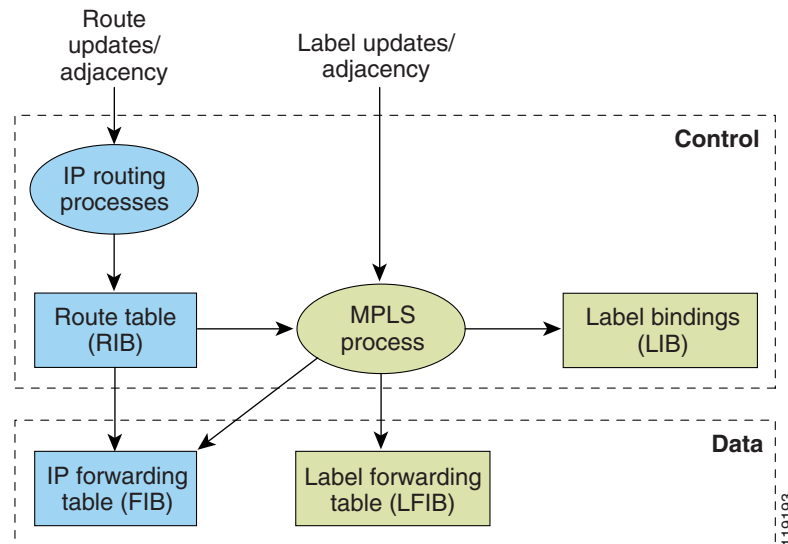 Route
updates/
adjacency
Label updates/
adjacency
Control
IP routing
processes
Route table
(RIB)
MPLS
process
Label bindings
(LIB)
Data
IP forwarding
table (FIB)
Label forwarding
table (LFIB)
119193